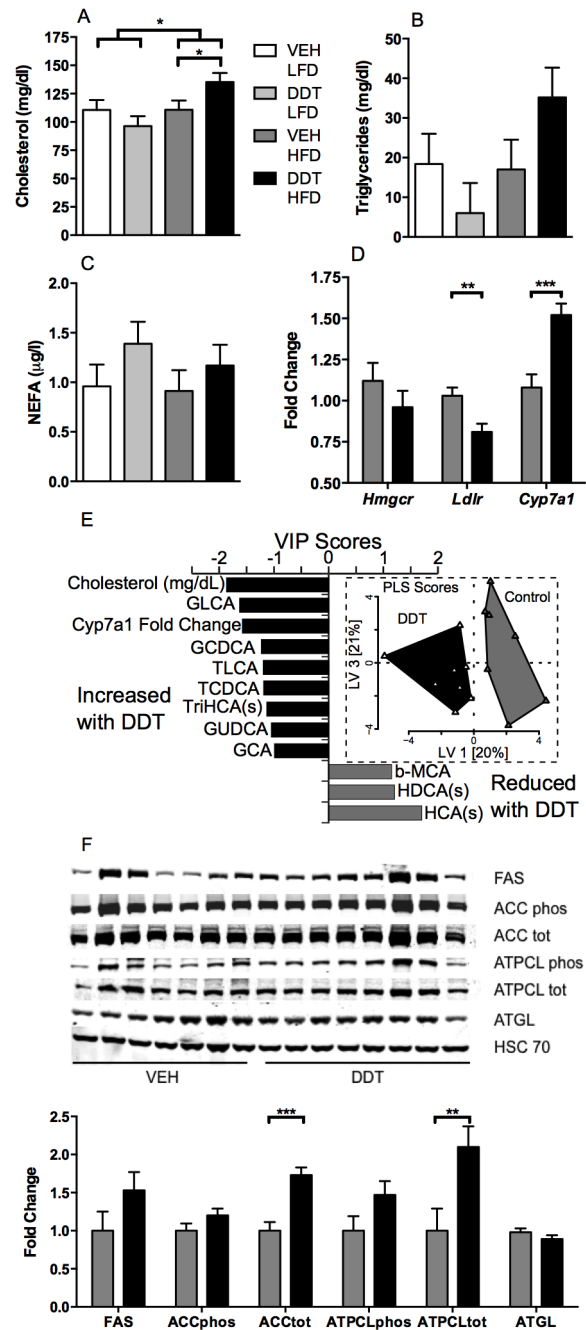 A
*
*
Cholesterol (mg/dl)
175
150
125
100
75
50
25
0
VEH
LFD
DDT
LFD
VEH
HFD
DDT
HFD
B
Triglycerides (mg/dl)
60
40
20
10
0
C
NEFA (µg/l)
2.0
1.5
1.0
0.5
0.0
D
**
***
Fold Change
1.75
1.50
1.25
1.00
0.75
0.50
Hmgcr
Ldlr
Cyp7a1
E
VIP Scores
-2
-1
0
1
2
Cholesterol (mg/dL)
GLCA
Cyp7a1 Fold Change
GCDCA
TLCA
TCDCA
TriHCA(s)
GUDCA
GCA
Increased
with DDT
PLS Scores
DDT
Control
LV 3 [21%]
4
0
−4
−4
0
4
LV 1 [20%]
b-MCA
HDCA(s)
HCA(s)
Reduced
with DDT
F
FAS
ACC phos
ACC tot
ATPCL phos
ATPCL tot
ATGL
HSC 70
VEH
DDT
***
**
Fold Change
2.5
2.0
1.5
1.0
0.5
0.0
FAS
ACCphos
ACCtot
ATPCLphos
ATPCLtot
ATGL